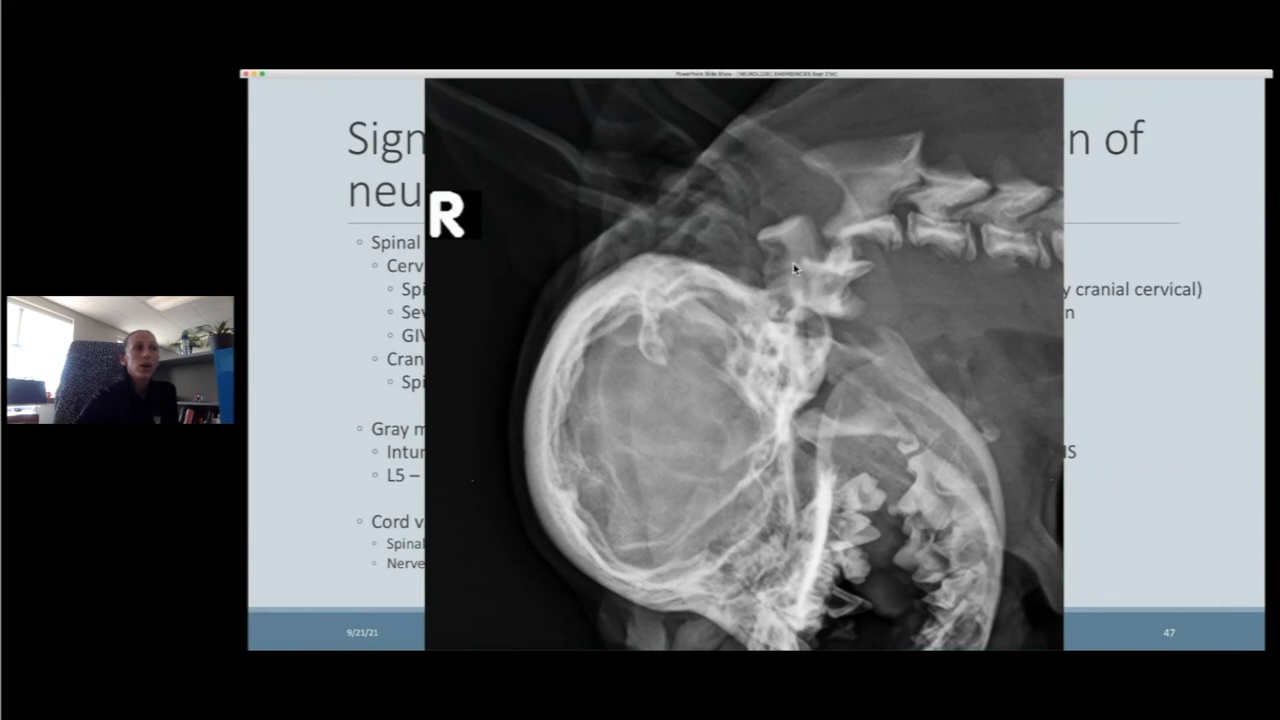 PowerPoint Slide Show - [NEUROLOGIC EMERGENCIES Sept 21st]
Sign n of
neu
R
Spinal
Cerv
Spi y cranial cervical)
Sev n
GIV
Cran
Spi
Gray m
Intur IS
L5 –
Cord v
Spinal
Nerve
9/21/21 47